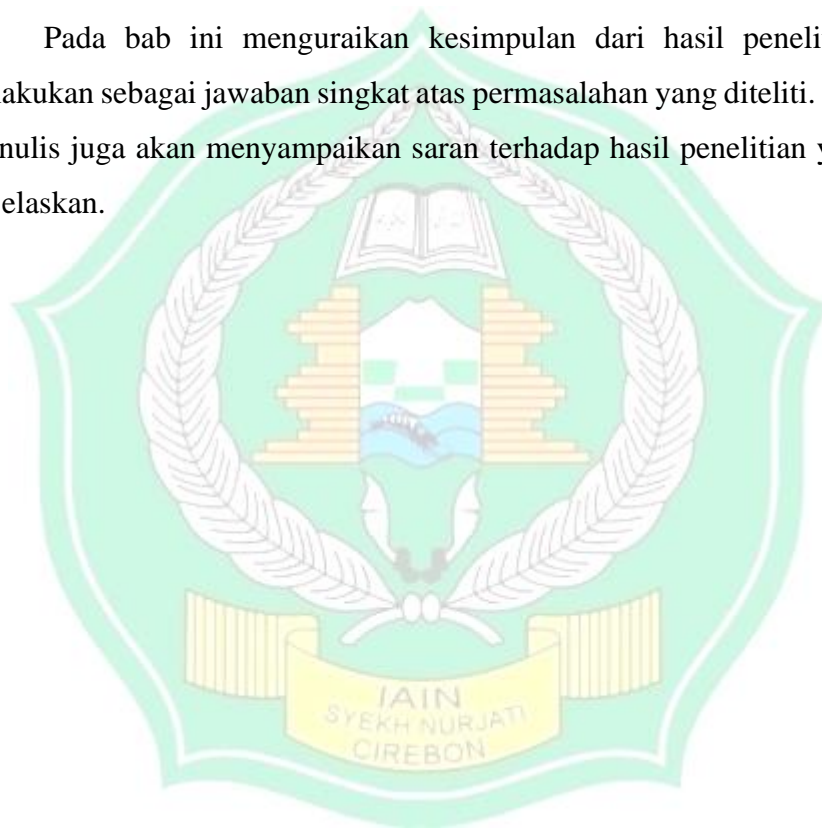 Pada bab ini menguraikan kesimpulan dari hasil peneli
lakukan sebagai jawaban singkat atas permasalahan yang diteliti.
nulis juga akan menyampaikan saran terhadap hasil penelitian y
elaskan.
IAIN
SYEKH NURJATI
CIREBON